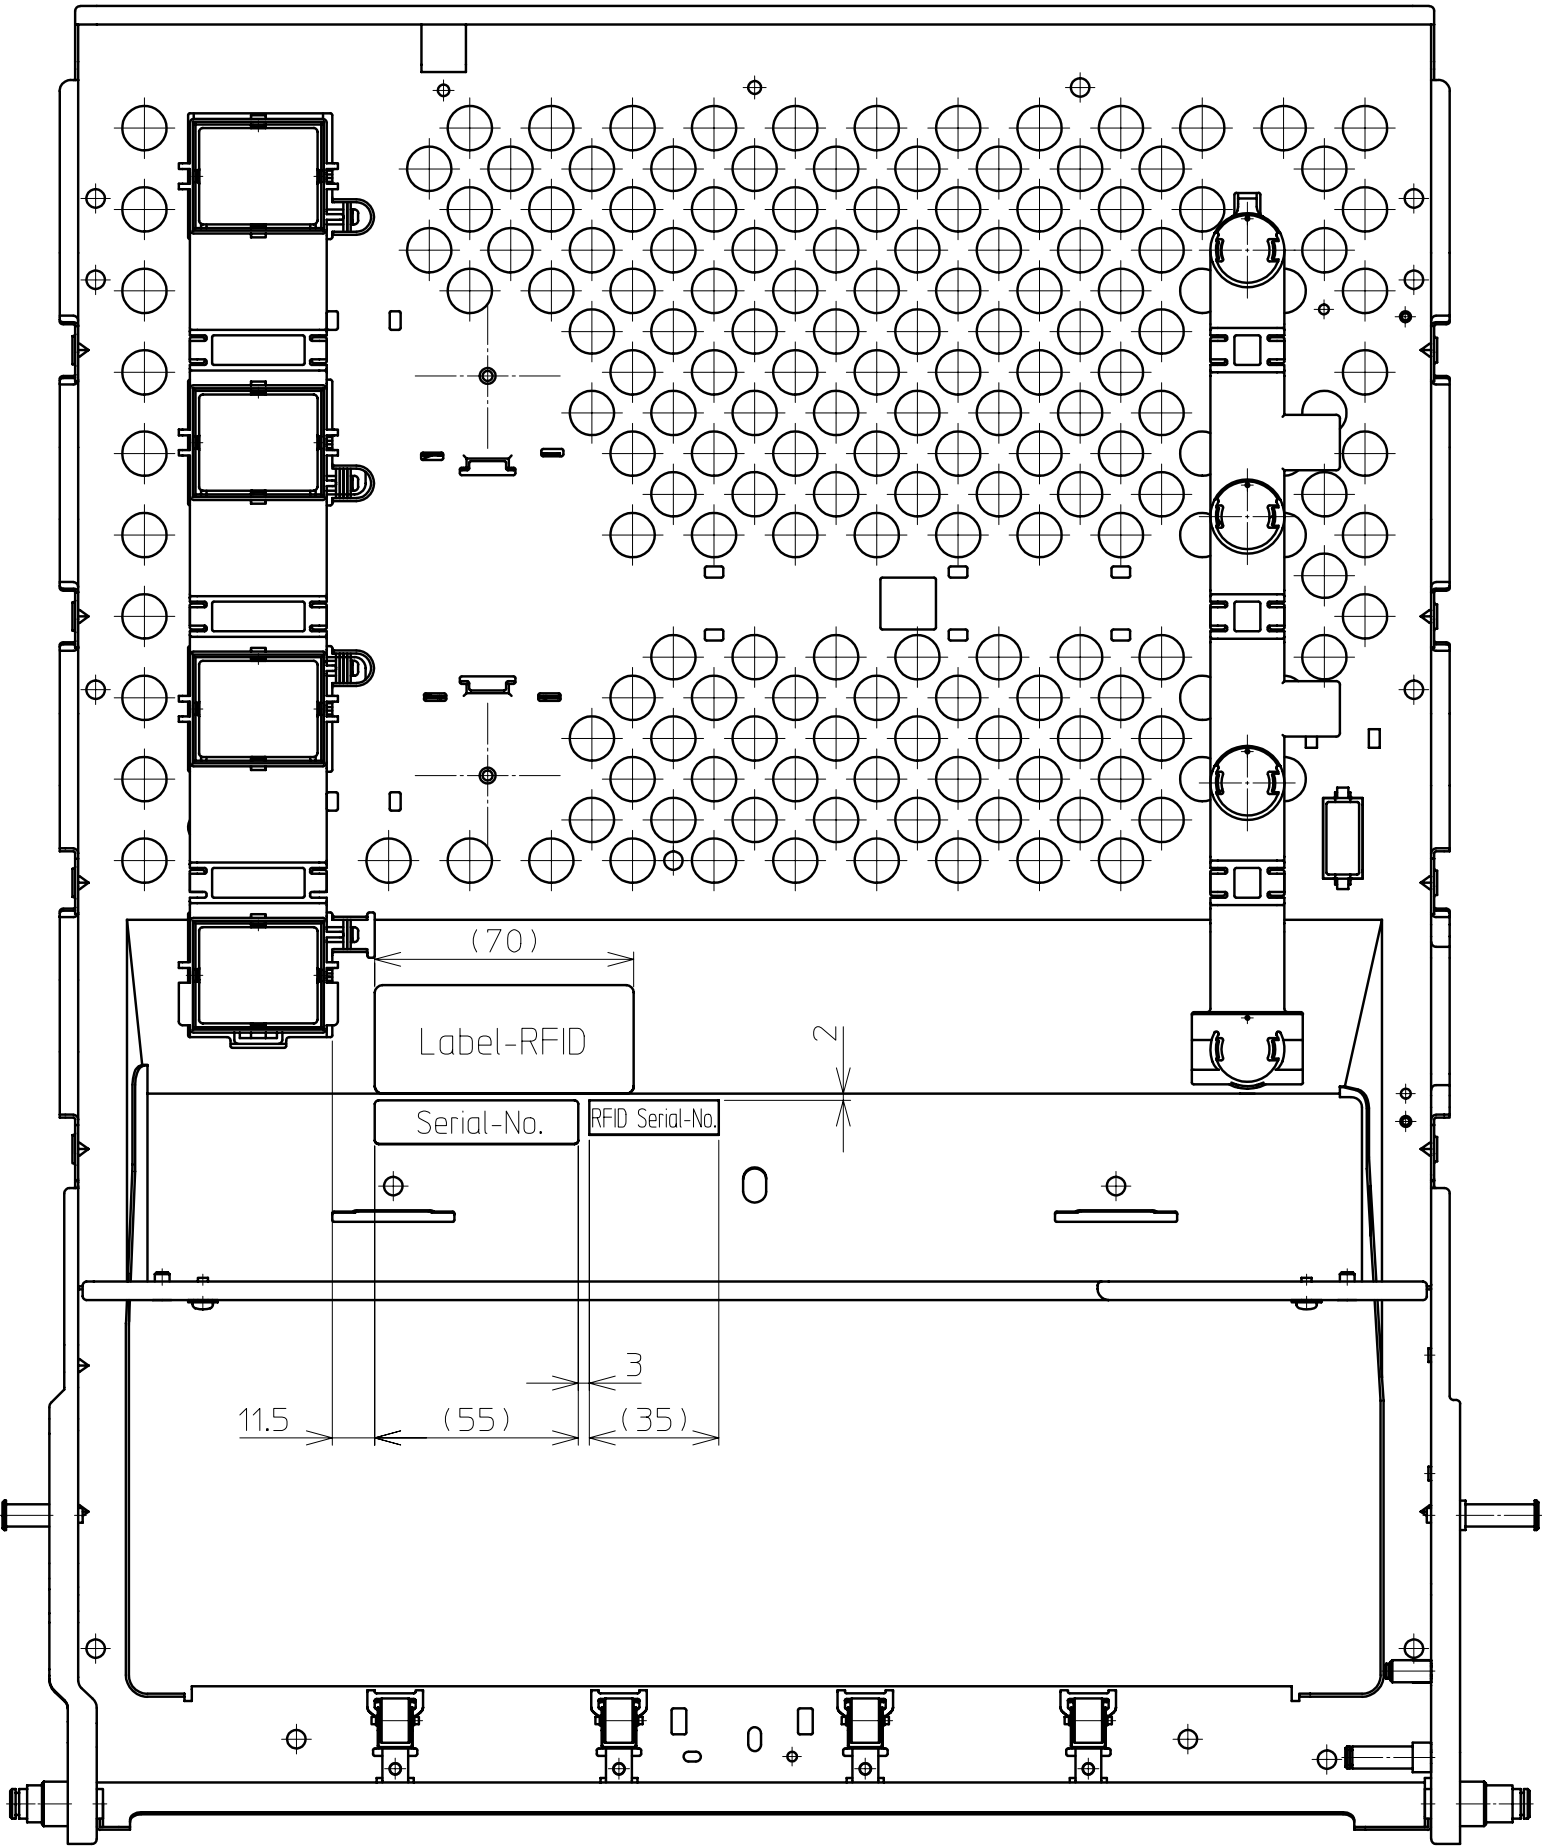 (70)
Label-RFID
2
Serial-No.
RFID Serial-No.
3
11.5
(55)
(35)